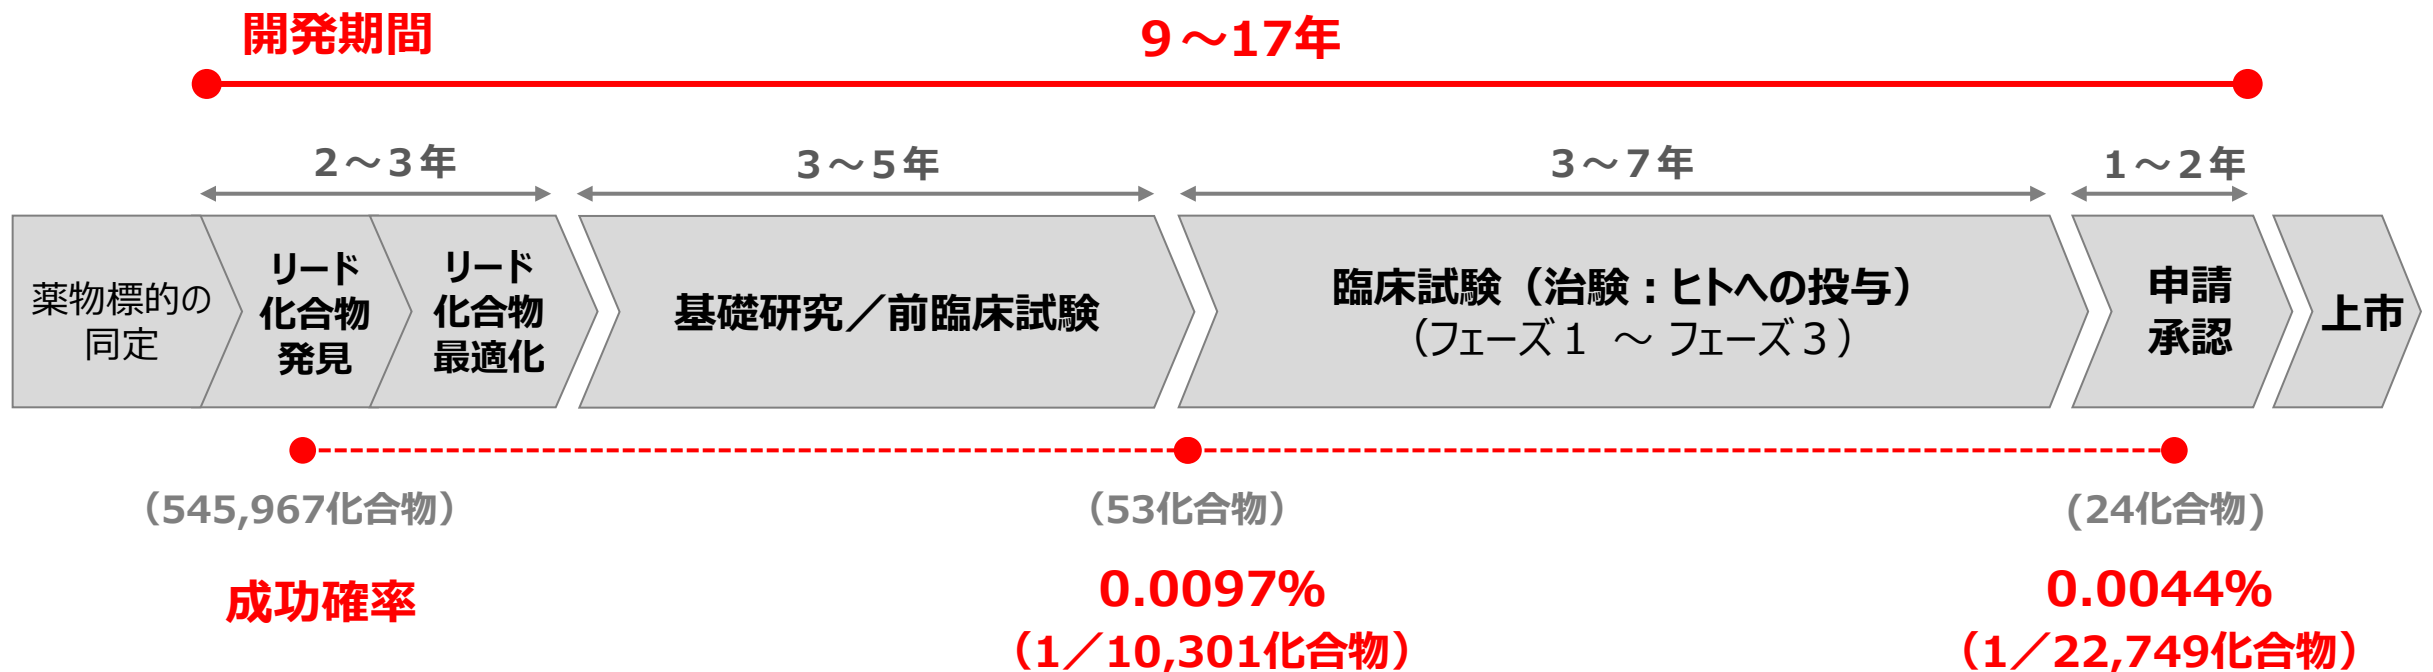 開発期間
9～17年
2～3年
3～5年
3～7年
1～2年
薬物標的の
同定
リード
化合物
発見
リード
化合物
最適化
基礎研究／前臨床試験
臨床試験（治験：ヒトへの投与）
（フェーズ１ ～ フェーズ３）
申請
承認
上市
（545,967化合物）
（53化合物）
(24化合物)
成功確率
0.0097%
（1／10,301化合物）
0.0044%
（1／22,749化合物）